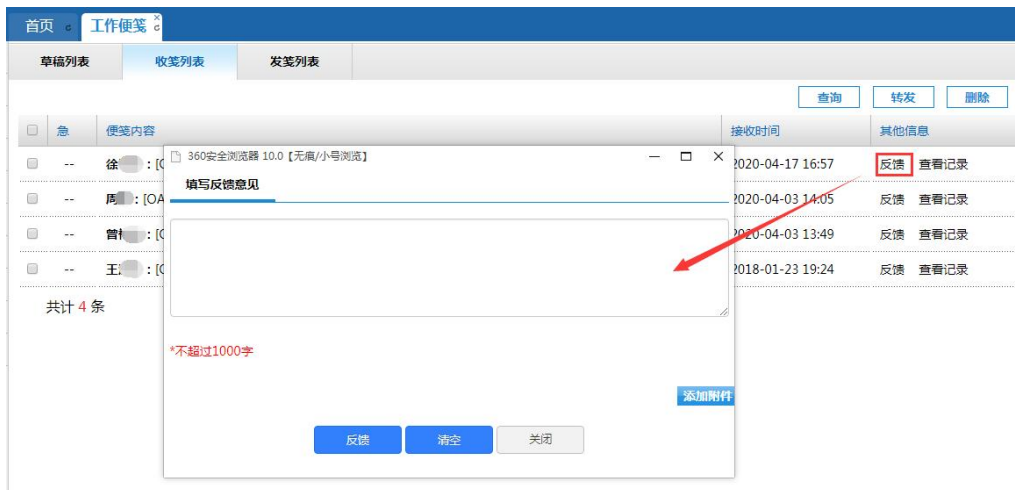 首页 工作便笺
草稿列表 收笺列表 发笺列表
查询 转发 删除
急 便笺内容 接收时间 其他信息
360安全浏览器 10.0【无痕/小号浏览】
-- 徐 : [ 2020-04-17 16:57 反馈 查看记录
填写反馈意见
-- 周 : [OA 2020-04-03 14:05 反馈 查看记录
-- 曾 : [ 2020-04-03 13:49 反馈 查看记录
-- 王 : [ 2018-01-23 19:24 反馈 查看记录
共计 4 条
*不超过1000字
添加附件
反馈 清空 关闭